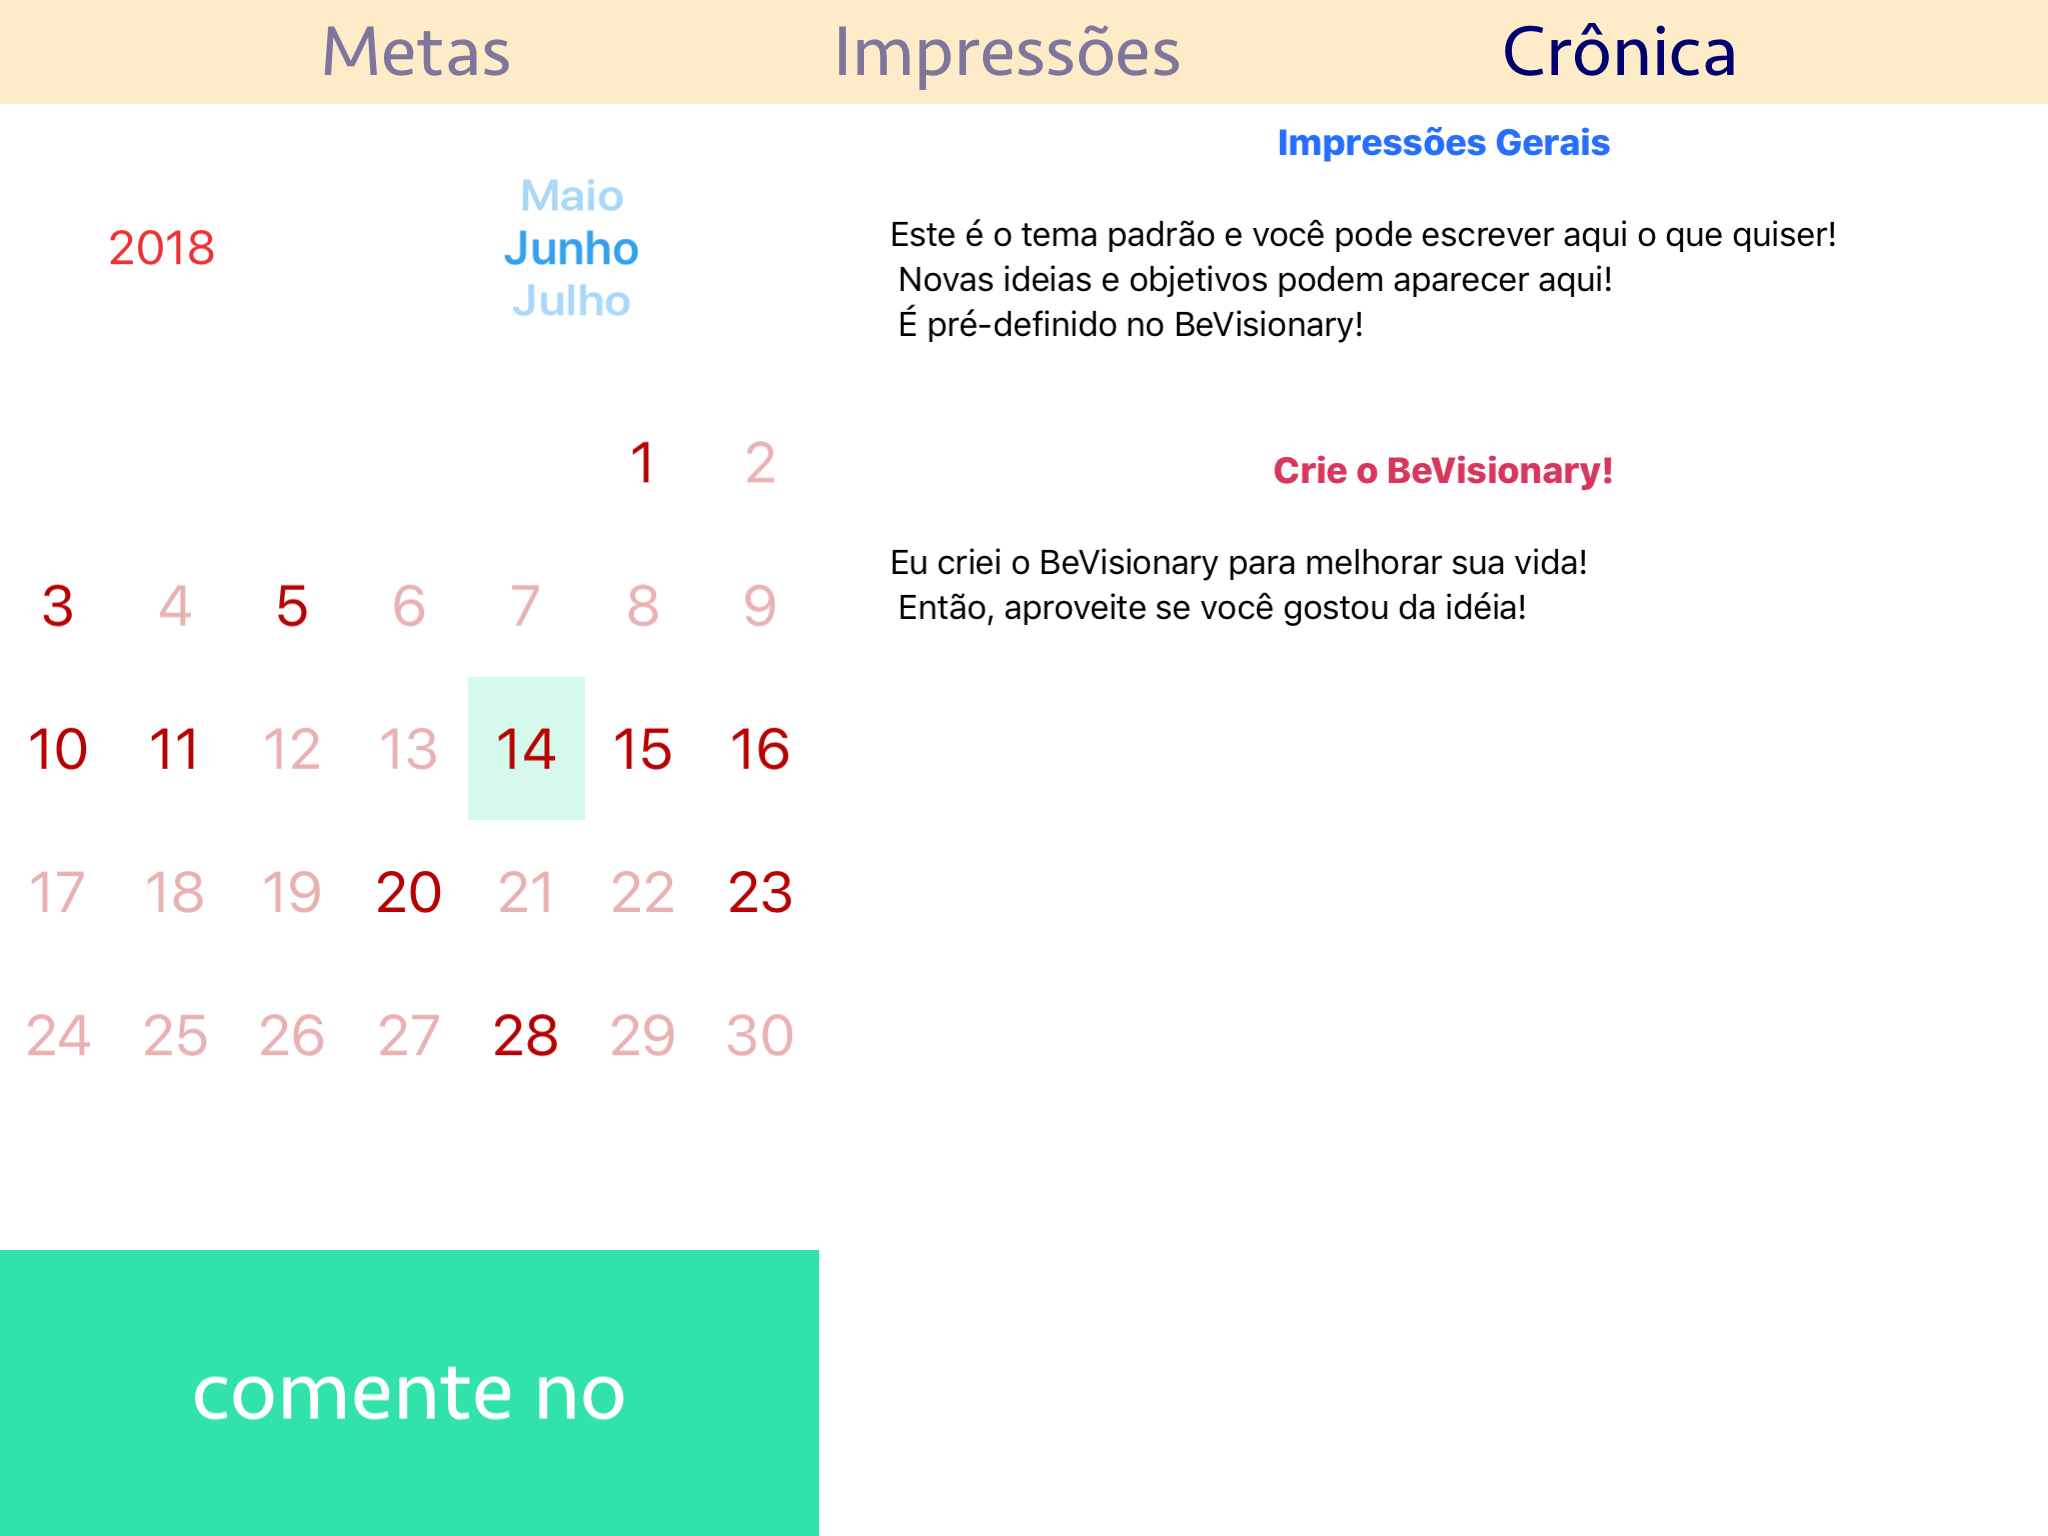 Metas Impressões Crônica
Maio
2018 Junho
Julho
1 2
3 4 5 6 7 8 9
10 11 12 13 14 15 16
17 18 19 20 21 22 23
24 25 26 27 28 29 30
comente no
Impressões Gerais
Este é o tema padrão e você pode escrever aqui o que quiser!
Novas ideias e objetivos podem aparecer aqui!
É pré-definido no BeVisionary!
Crie o BeVisionary!
Eu criei o BeVisionary para melhorar sua vida!
Então, aproveite se você gostou da idéia!